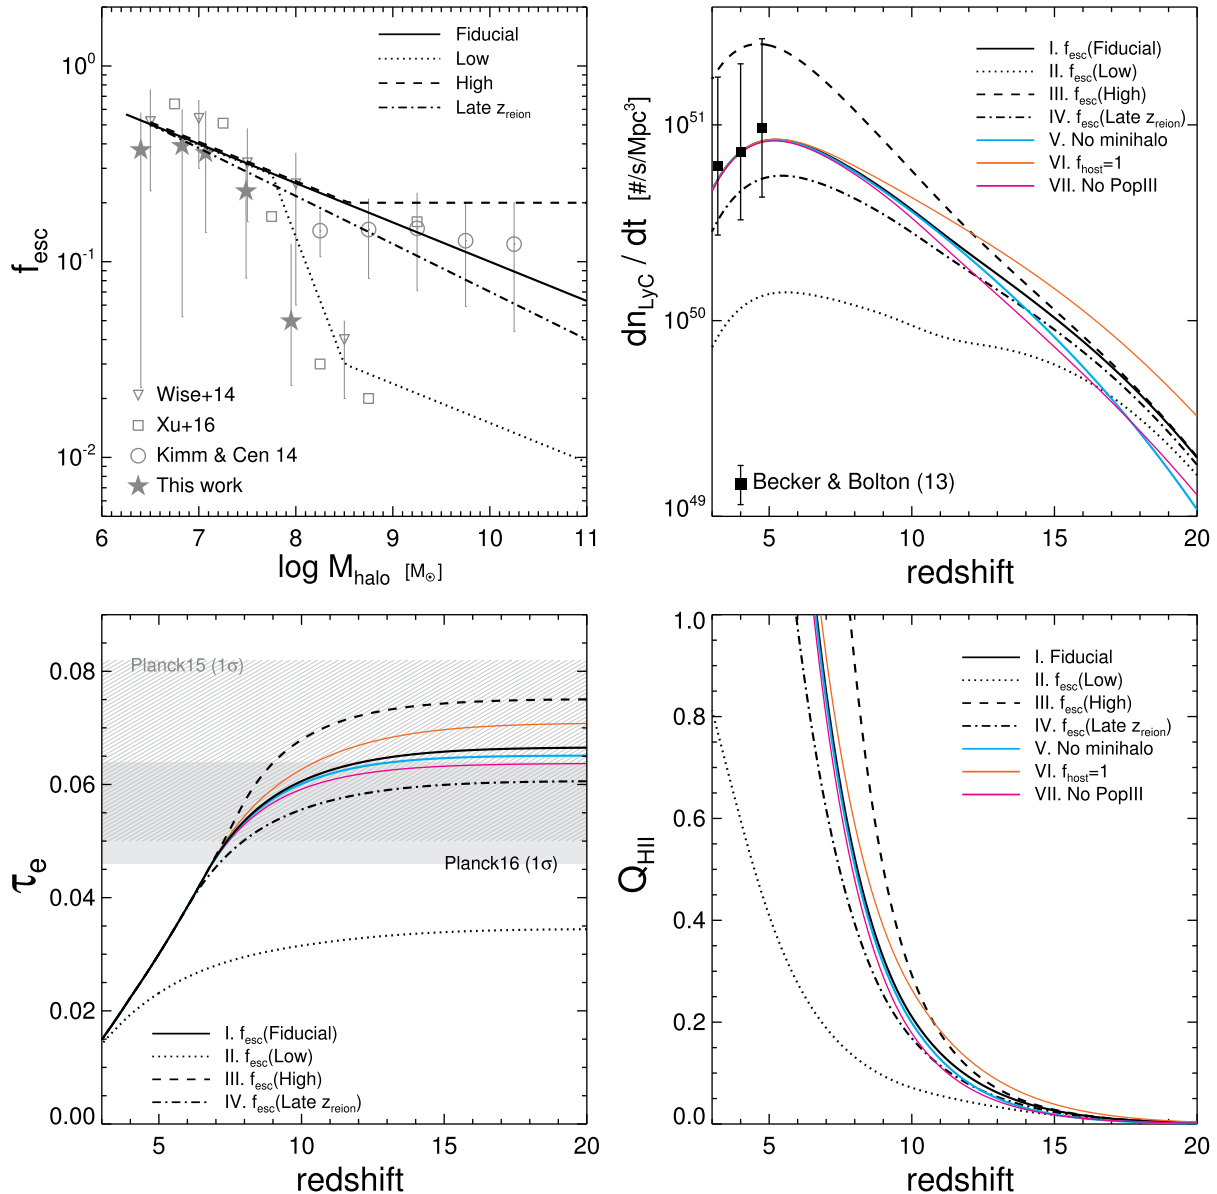 Fiducial
Low
High
Late z_reion
10^0
10^-1
10^-2
f_esc
Wise+14
Xu+16
Kimm & Cen 14
This work
6 7 8 9 10 11
log M_halo [M_⊙]
I. f_esc(Fiducial)
II. f_esc(Low)
III. f_esc(High)
IV. f_esc(Late z_reion)
V. No minihalo
VI. f_host=1
VII. No PopIII
10^51
10^50
10^49
dn_LyC / dt [#/s/Mpc^3]
Becker & Bolton (13)
5 10 15 20
redshift
Planck15 (1σ)
Planck16 (1σ)
0.08
0.06
0.04
0.02
0.00
τ_e
I. f_esc(Fiducial)
II. f_esc(Low)
III. f_esc(High)
IV. f_esc(Late z_reion)
5 10 15 20
redshift
1.0
0.8
0.6
0.4
0.2
0.0
Q_HII
I. Fiducial
II. f_esc(Low)
III. f_esc(High)
IV. f_esc(Late z_reion)
V. No minihalo
VI. f_host=1
VII. No PopIII
5 10 15 20
redshift